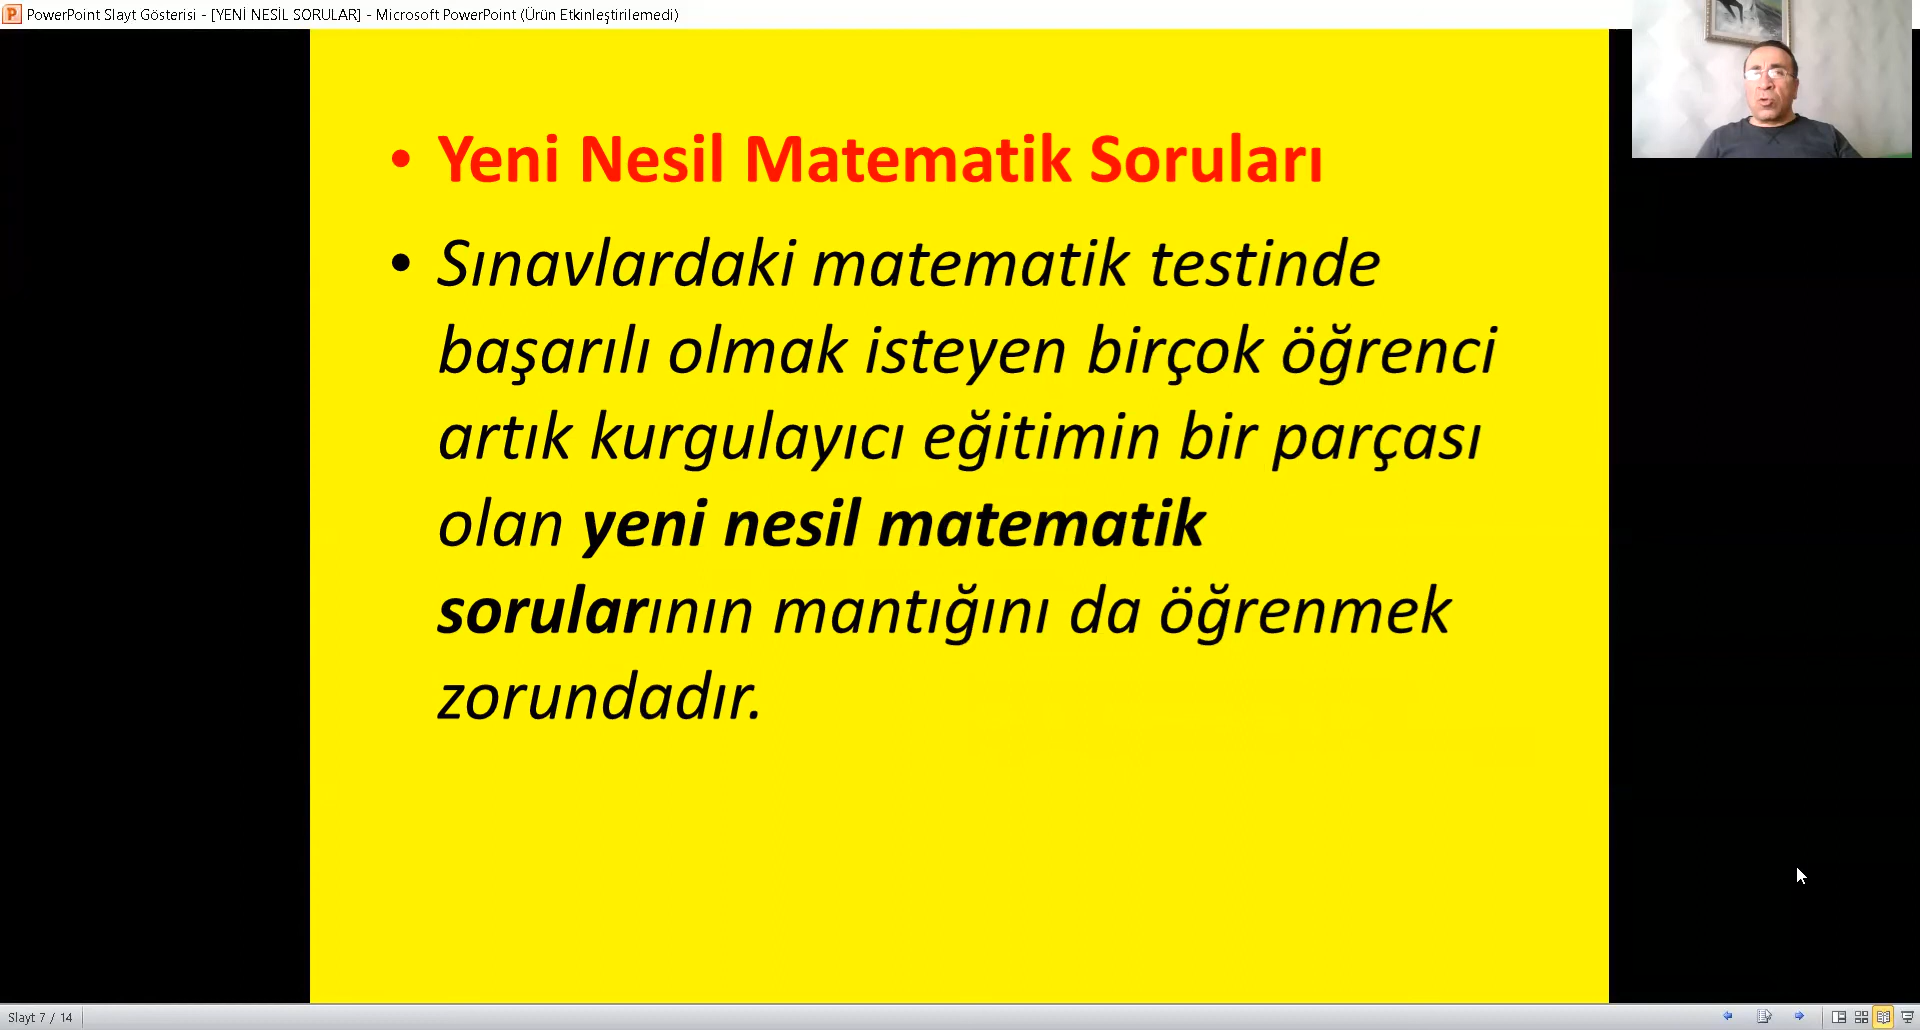 PowerPoint Slayt Gösterisi - [YENİ NESİL SORULAR] - Microsoft PowerPoint (Ürün Etkinleştirilemedi)
• Yeni Nesil Matematik Soruları
• Sınavlardaki matematik testinde
başarılı olmak isteyen birçok öğrenci
artık kurgulayıcı eğitimin bir parçası
olan yeni nesil matematik
sorularının mantığını da öğrenmek
zorundadır.
Slayt 7 / 14